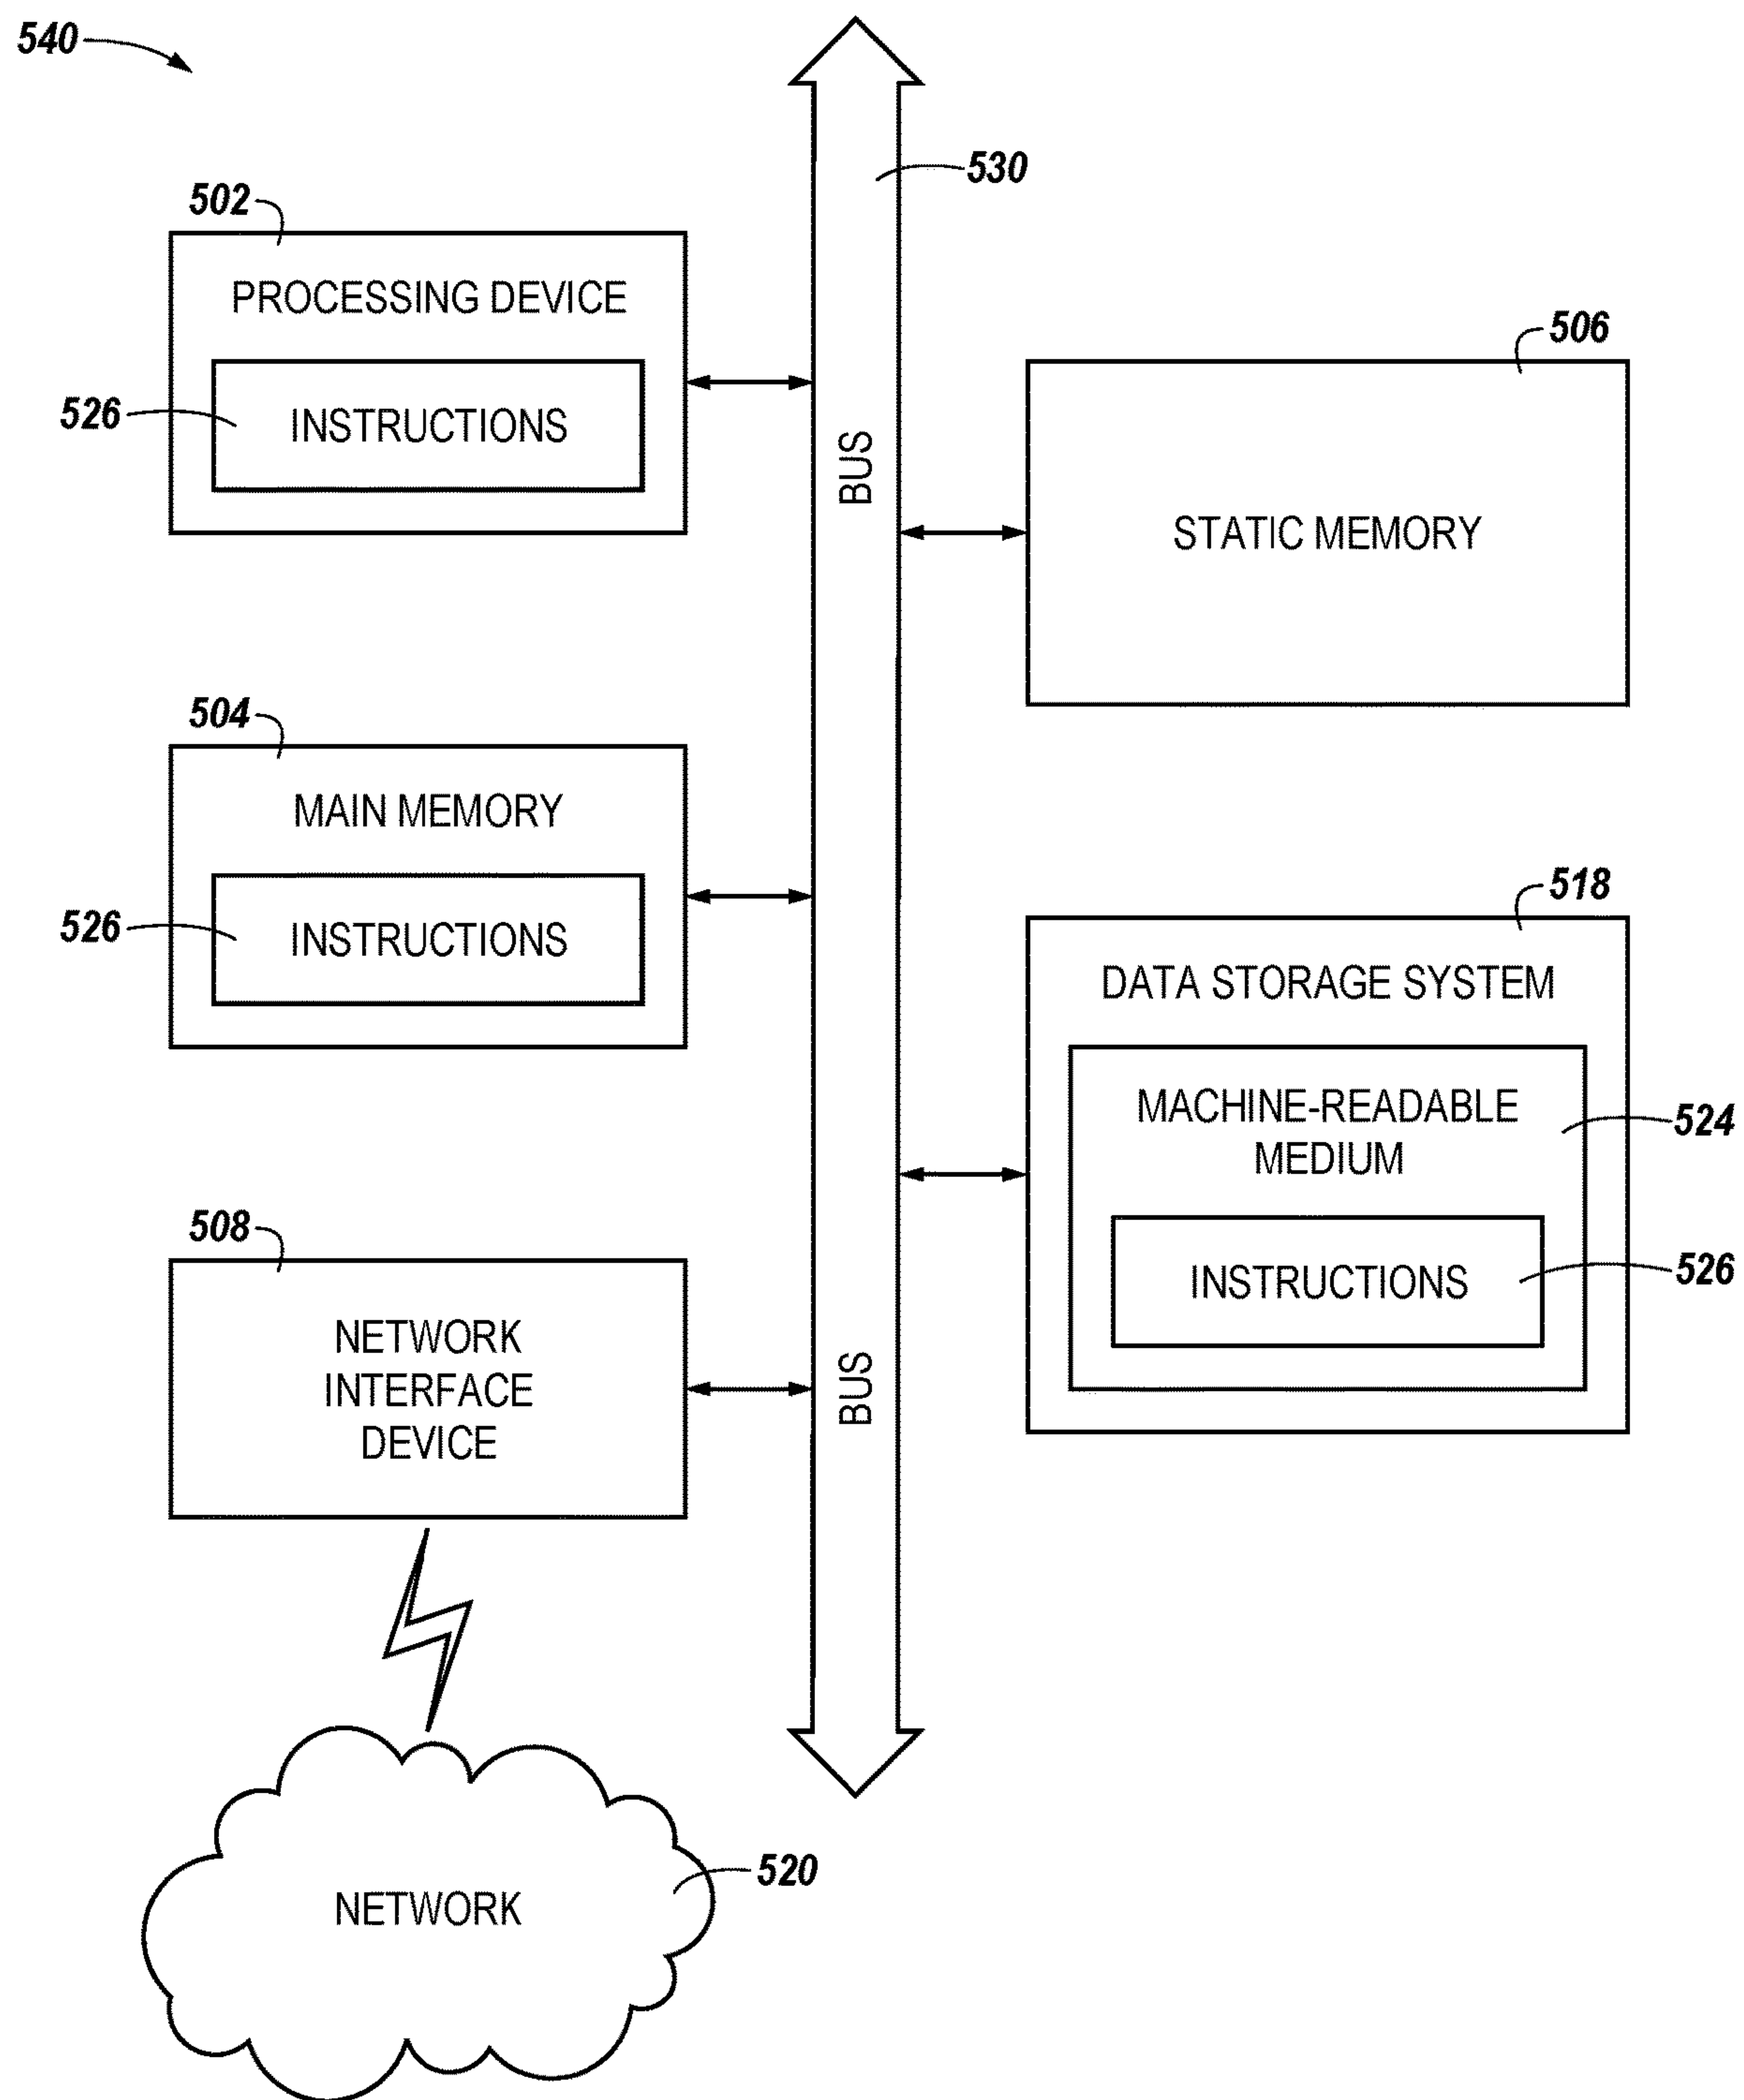 540
530
502
PROCESSING DEVICE
526
INSTRUCTIONS
BUS
506
STATIC MEMORY
504
MAIN MEMORY
526
INSTRUCTIONS
518
DATA STORAGE SYSTEM
MACHINE-READABLE
MEDIUM
524
INSTRUCTIONS
526
508
NETWORK
INTERFACE
DEVICE
BUS
520
NETWORK